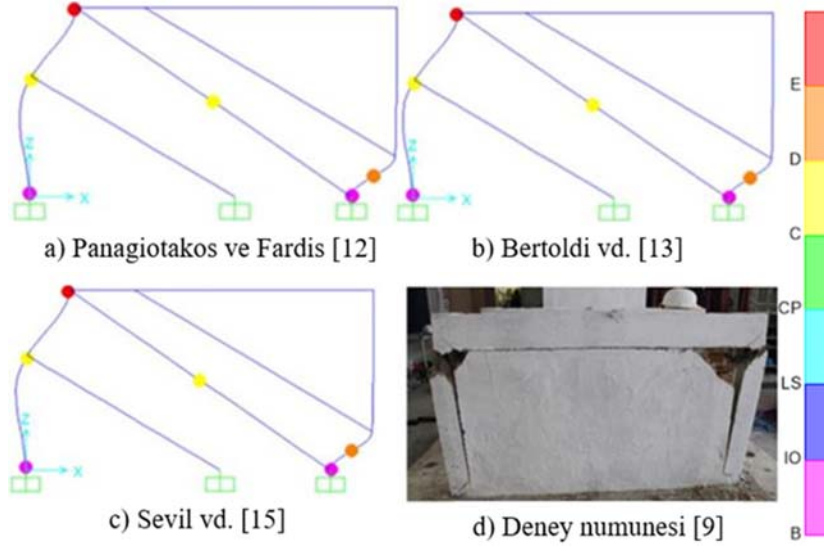 Z
X
a) Panagiotakos ve Fardis [12]
Z
X
b) Bertoldi vd. [13]
Z
X
c) Sevil vd. [15]
d) Deney numunesi [9]
E
D
C
CP
LS
IO
B